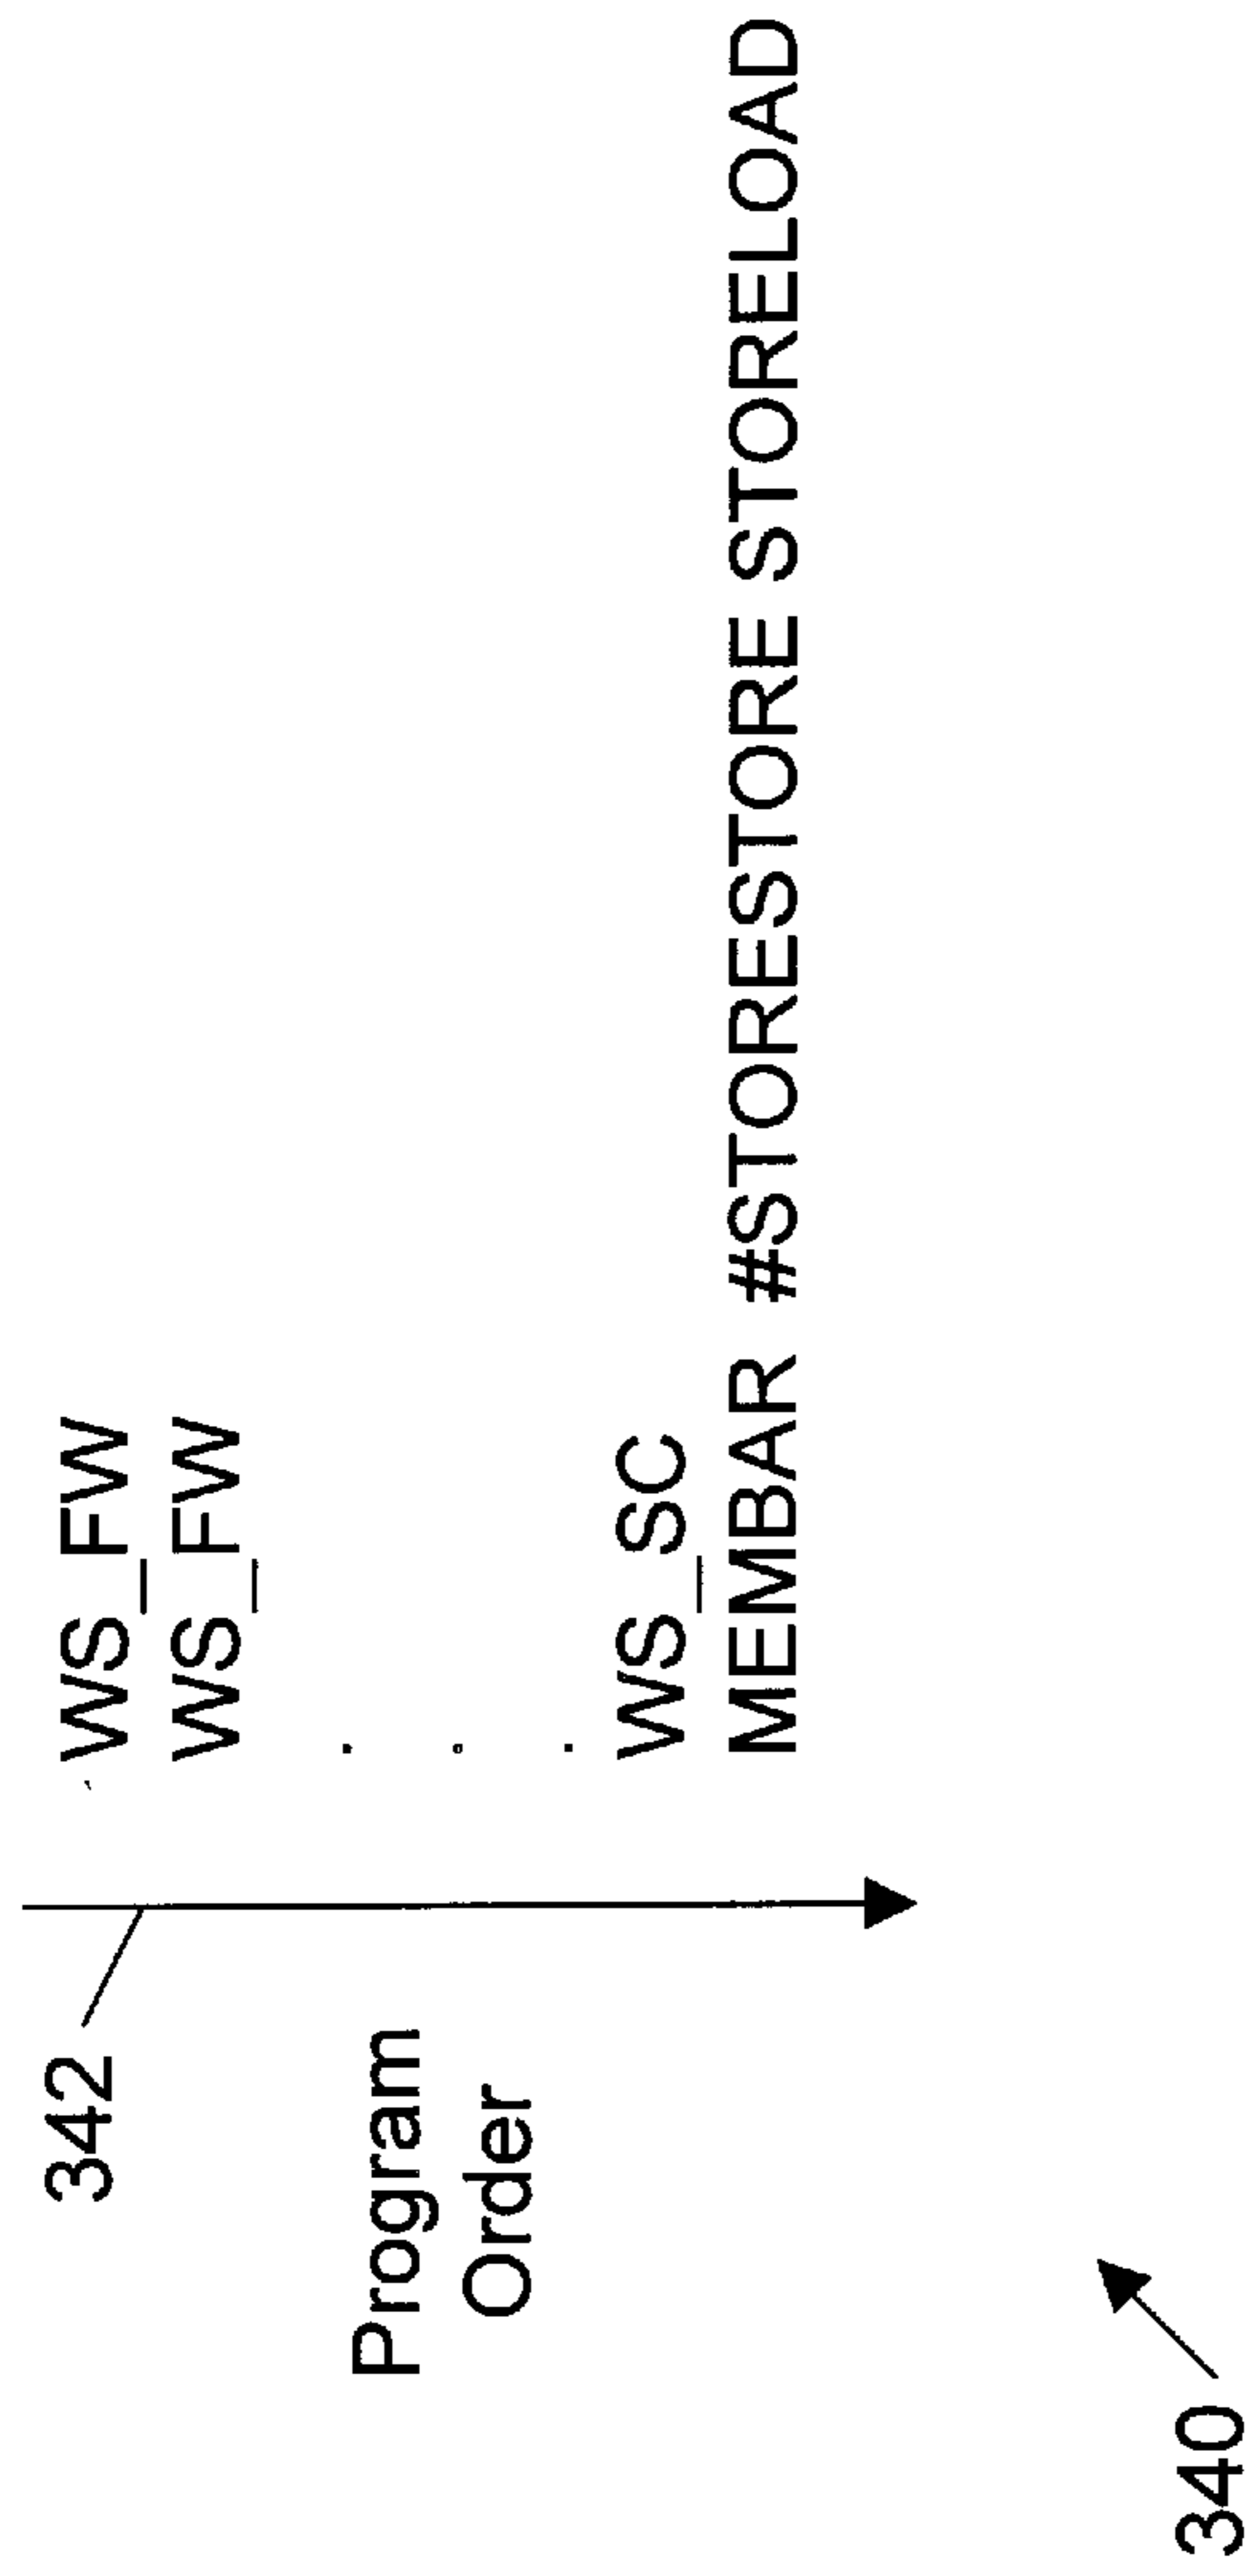 342
WS_FW
WS_FW
.
.
.
WS_SC
MEMBAR #STORESTORE STORELOAD
Program
Order
340